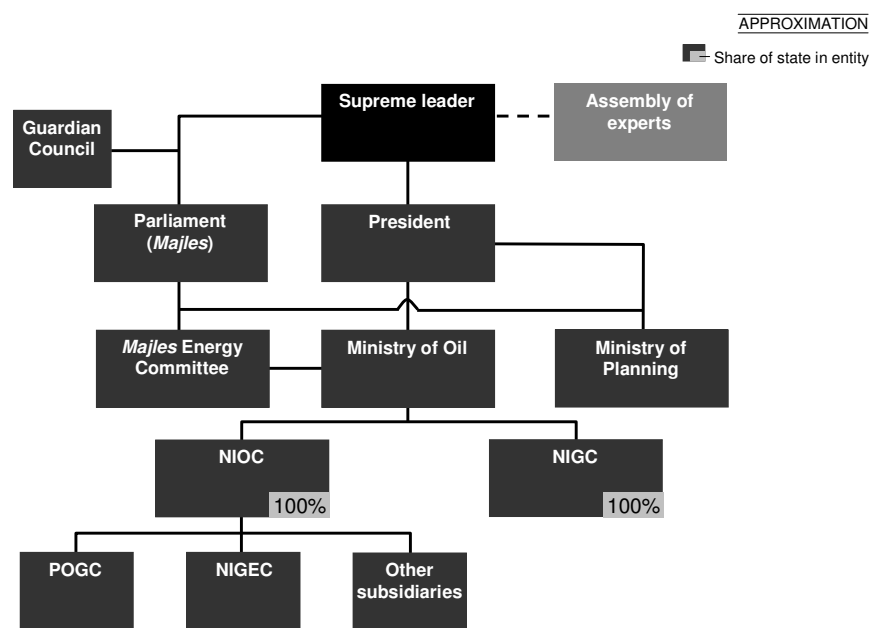 APPROXIMATION
Share of state in entity
Supreme leader
Assembly of
experts
Guardian
Council
Parliament
(Majles)
President
Majles Energy
Committee
Ministry of Oil
Ministry of
Planning
NIOC
100%
NIGC
100%
POGC
NIGEC
Other
subsidiaries